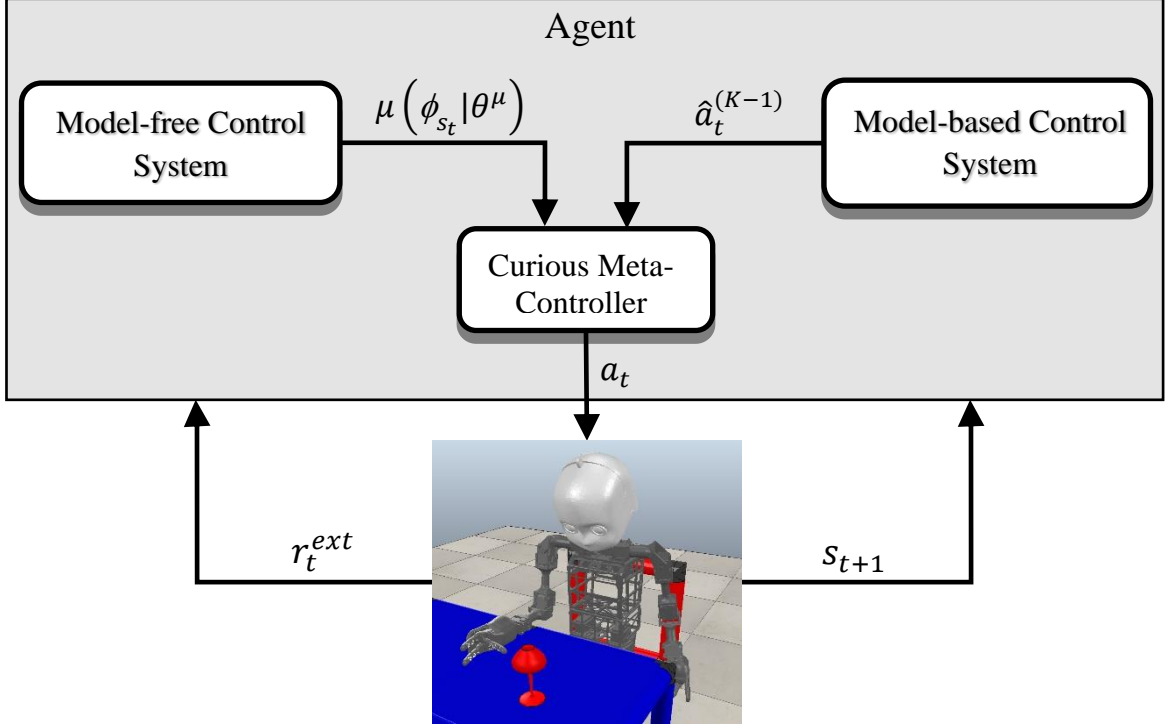 Agent
Model-free Control
System
μ(ϕ_{s_t}|θ^μ)
â_t^{(K−1)}
Model-based Control
System
Curious Meta-
Controller
a_t
r_t^{ext}
s_{t+1}